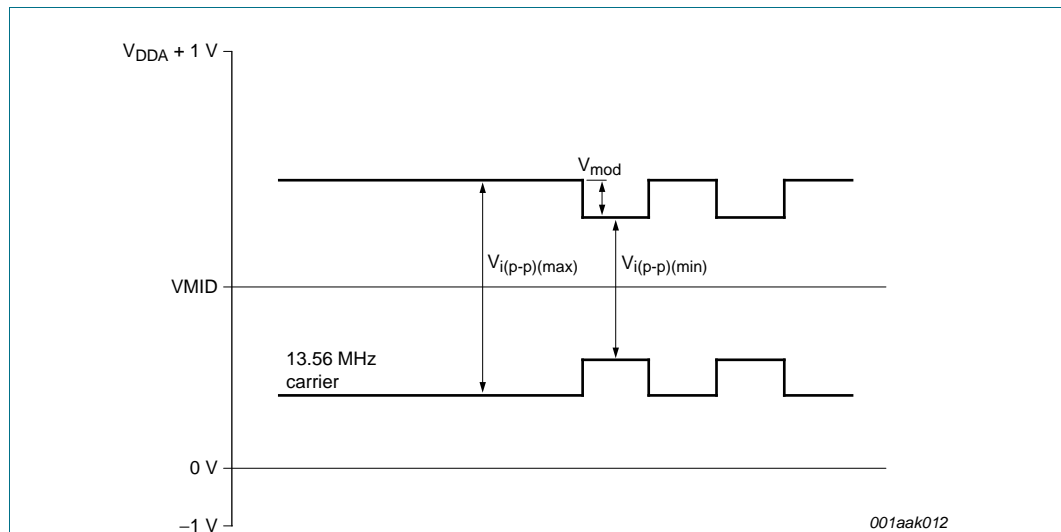 VDDA + 1 V
Vmod
Vi(p-p)(max)
Vi(p-p)(min)
VMID
13.56 MHz
carrier
0 V
−1 V
001aak012